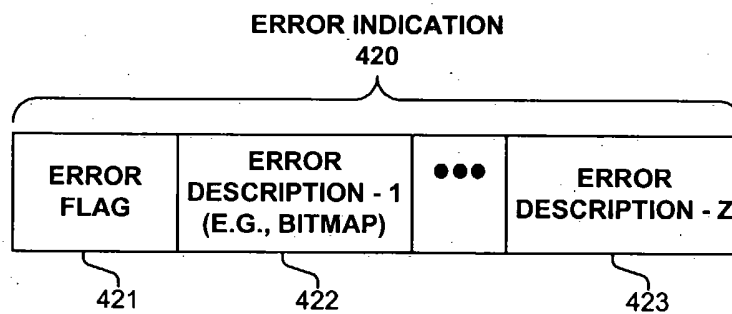 ERROR INDICATION
420
ERROR
FLAG
ERROR
DESCRIPTION - 1
(E.G., BITMAP)
●●●
ERROR
DESCRIPTION - Z
421
422
423